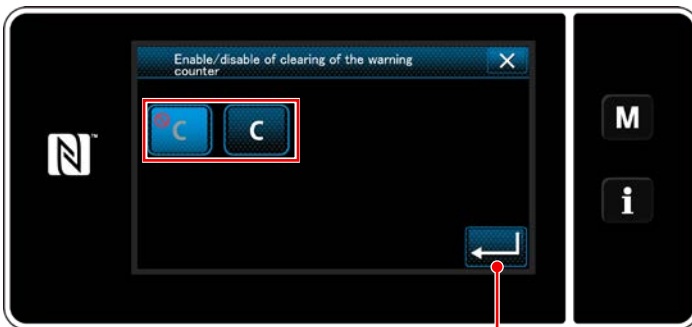 Enable/disable of clearing of the warning
counter
C C
M
i